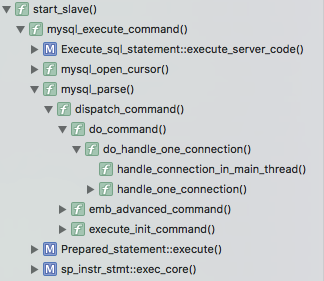 f start_slave()
f mysql_execute_command()
M Execute_sql_statement::execute_server_code()
f mysql_open_cursor()
f mysql_parse()
f dispatch_command()
f do_command()
f do_handle_one_connection()
f handle_connection_in_main_thread()
f handle_one_connection()
f emb_advanced_command()
f execute_init_command()
M Prepared_statement::execute()
M sp_instr_stmt::exec_core()